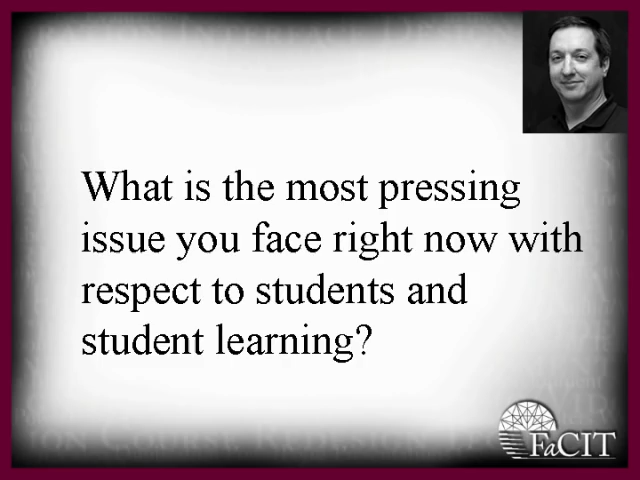 What is the most pressing
issue you face right now with
respect to students and
student learning?
FaCIT